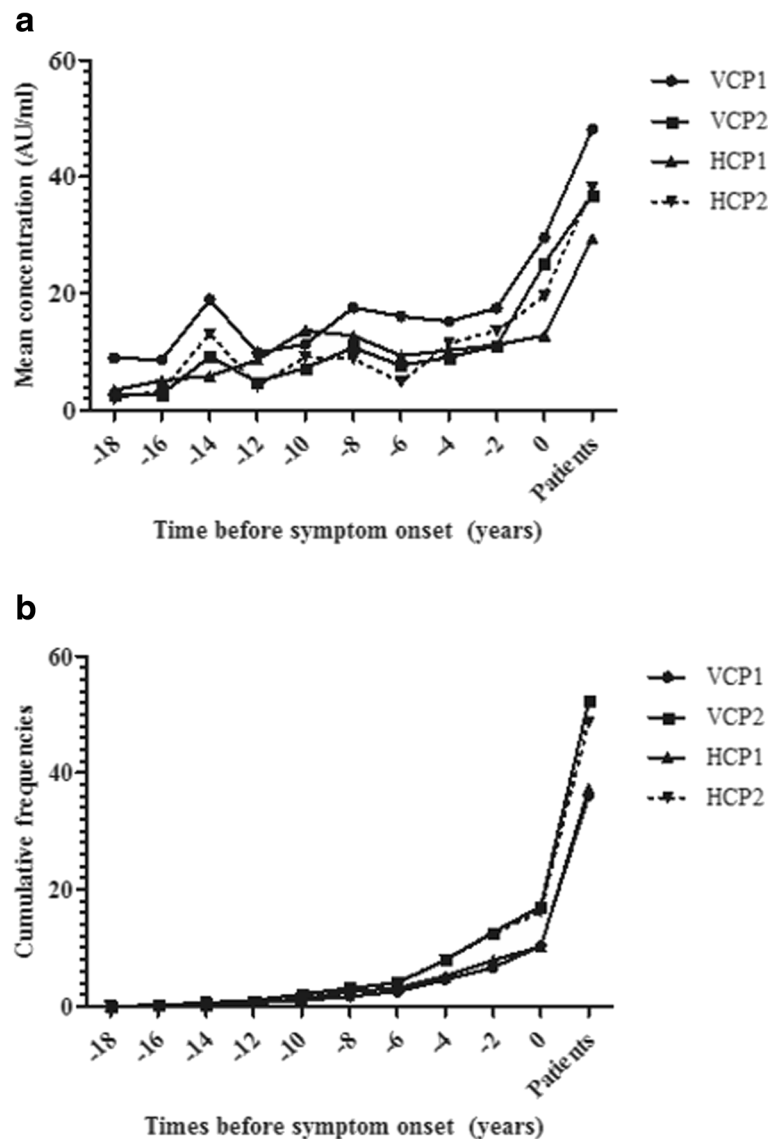 a
60
40
20
0
Mean concentration (AU/ml)
-18
-16
-14
-12
-10
-8
-6
-4
-2
0
Patients
Time before symptom onset (years)
VCP1
VCP2
HCP1
HCP2
b
60
40
20
0
Cumulative frequencies
-18
-16
-14
-12
-10
-8
-6
-4
-2
0
Patients
Times before symptom onset (years)
VCP1
VCP2
HCP1
HCP2